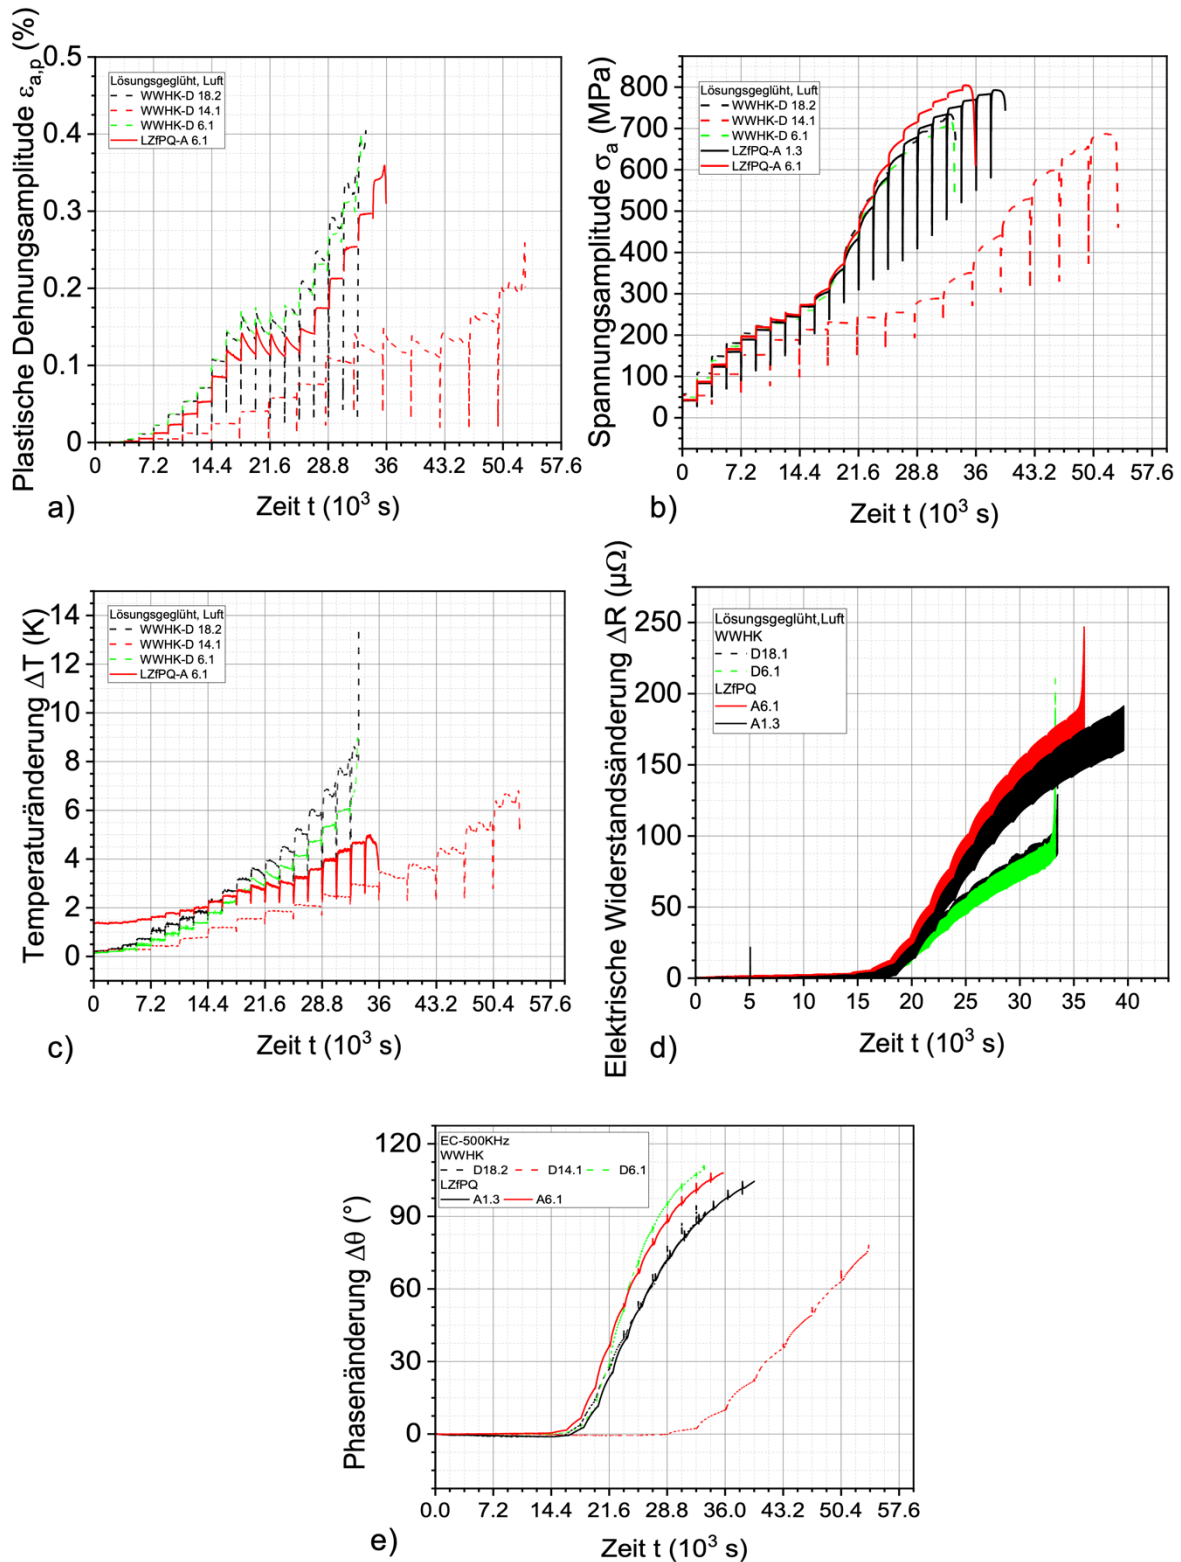 Plastische Dehnungsamplitude εa,p (%)
0.5
0.4
0.3
0.2
0.1
0
Lösungsgeglüht, Luft
WWHK-D 18.2
WWHK-D 14.1
WWHK-D 6.1
LZfPQ-A 6.1
0 7.2 14.4 21.6 28.8 36 43.2 50.4 57.6
Zeit t (10³ s)
a)
Spannungsamplitude σa (MPa)
800
700
600
500
400
300
200
100
0
Lösungsgeglüht, Luft
WWHK-D 18.2
WWHK-D 14.1
WWHK-D 6.1
LZfPQ-A 1.3
LZfPQ-A 6.1
0 7.2 14.4 21.6 28.8 36 43.2 50.4 57.6
Zeit t (10³ s)
b)
Temperaturänderung ΔT (K)
14
12
10
8
6
4
2
0
Lösungsgeglüht, Luft
WWHK-D 18.2
WWHK-D 14.1
WWHK-D 6.1
LZfPQ-A 6.1
0 7.2 14.4 21.6 28.8 36 43.2 50.4 57.6
Zeit t (10³ s)
c)
Elektrische Widerstandsänderung ΔR (μΩ)
250
200
150
100
50
0
Lösungsgeglüht,Luft
WWHK
D18.1
D6.1
LZfPQ
A6.1
A1.3
0 5 10 15 20 25 30 35 40
Zeit t (10³ s)
d)
Phasenänderung Δθ (°)
120
90
60
30
0
EC-500KHz
WWHK
D18.2 D14.1 D6.1
LZfPQ
A1.3 A6.1
0.0 7.2 14.4 21.6 28.8 36.0 43.2 50.4 57.6
Zeit t (10³ s)
e)